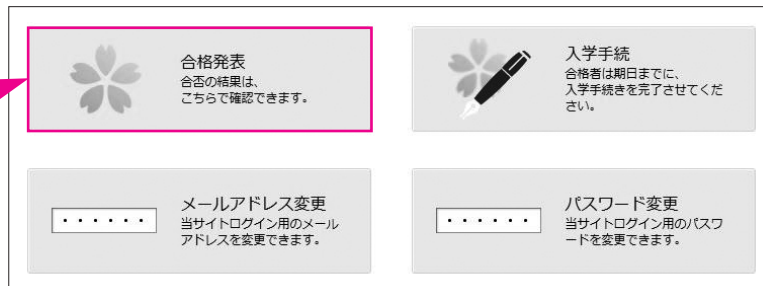 合格発表
合否の結果は、
こちらで確認できます。
入学手続
合格者は期日までに、
入学手続きを完了させてくだ
さい。
メールアドレス変更
当サイトログイン用のメール
アドレスを変更できます。
パスワード変更
当サイトログイン用のパスワ
ードを変更できます。